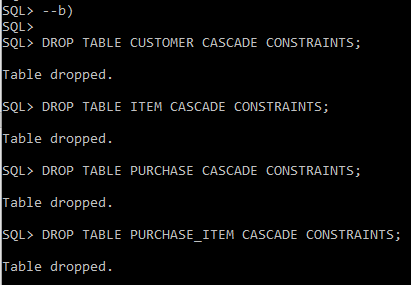 SQL> --b)
SQL>
SQL> DROP TABLE CUSTOMER CASCADE CONSTRAINTS;
Table dropped.
SQL> DROP TABLE ITEM CASCADE CONSTRAINTS;
Table dropped.
SQL> DROP TABLE PURCHASE CASCADE CONSTRAINTS;
Table dropped.
SQL> DROP TABLE PURCHASE_ITEM CASCADE CONSTRAINTS;
Table dropped.